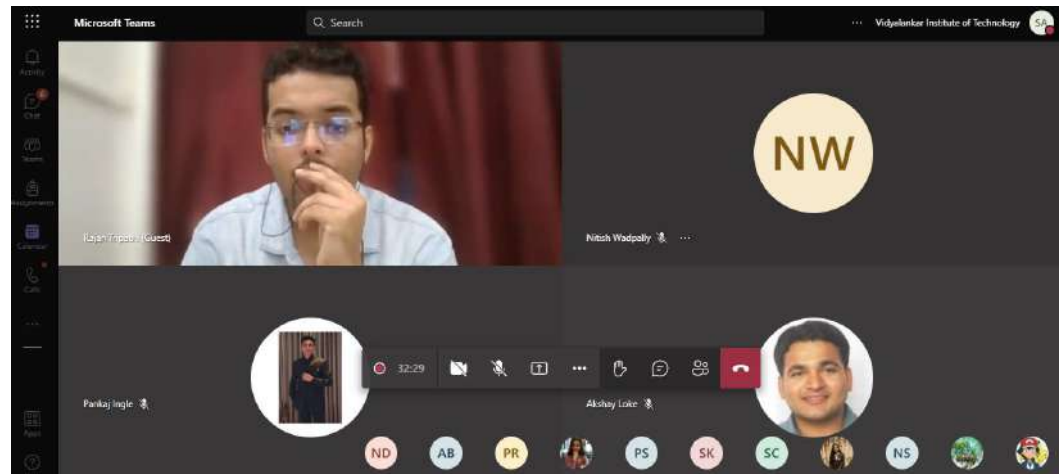 Microsoft Teams
Search
Vidyalankar Institute of Technology
SA
Activity
6
Chat
Teams
Assignments
Calendar
Calls
Apps
(Guest)
NW
Nitish Wadpally
Pankaj Ingle
32:29
Akshay Loke
ND
AB
PR
PS
SK
SC
NS